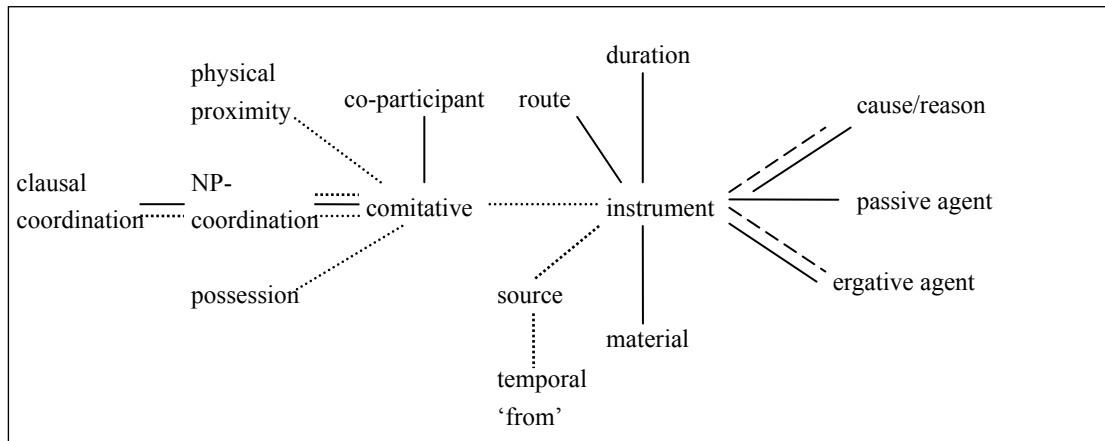 duration
physical
proximity
co-participant
route
cause/reason
clausal
coordination
NP-
coordination
comitative
instrument
passive agent
possession
source
ergative agent
material
temporal
‘from’